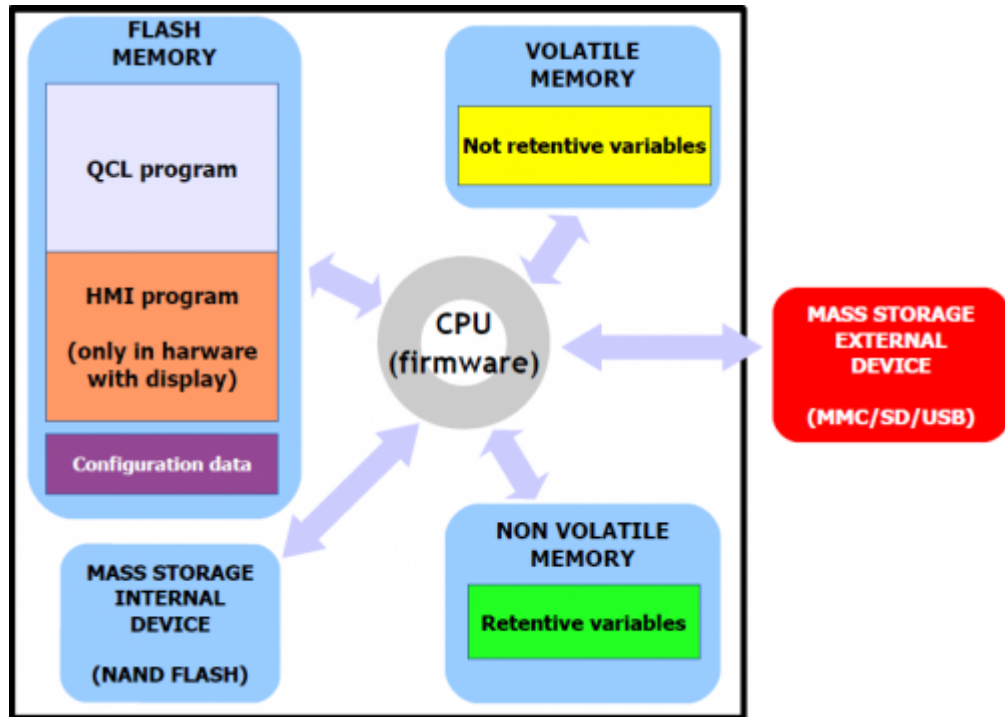 FLASH
MEMORY
QCL program
HMI program
(only in harware
with display)
Configuration data
VOLATILE
MEMORY
Not retentive variables
CPU
(firmware)
MASS STORAGE
EXTERNAL
DEVICE
(MMC/SD/USB)
MASS STORAGE
INTERNAL
DEVICE
(NAND FLASH)
NON VOLATILE
MEMORY
Retentive variables